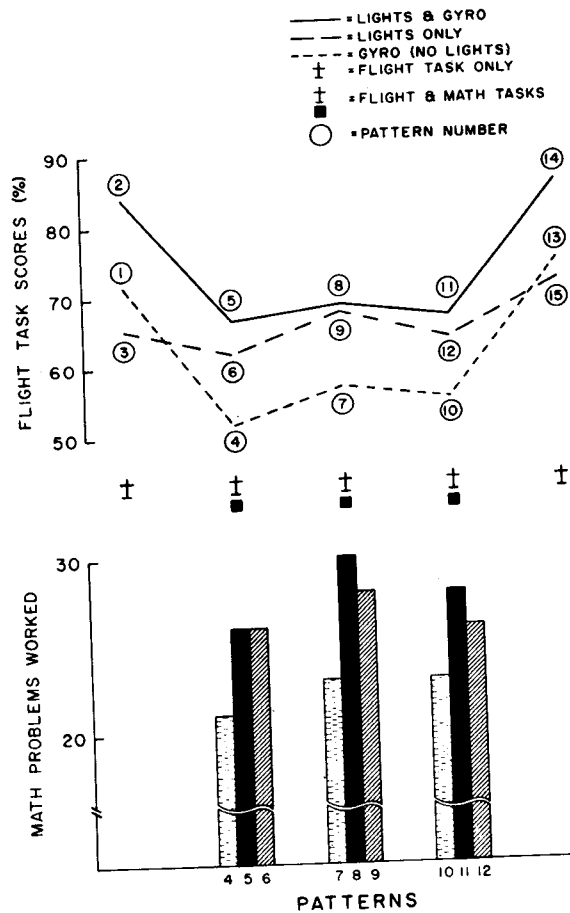 = LIGHTS & GYRO
= LIGHTS ONLY
= GYRO (NO LIGHTS)
= FLIGHT TASK ONLY
= FLIGHT & MATH TASKS
= PATTERN NUMBER
FLIGHT TASK SCORES (%)
90
80
70
60
50
2
1
3
5
6
4
8
9
7
11
12
10
14
13
15
MATH PROBLEMS WORKED
30
20
4 5 6
7 8 9
10 11 12
PATTERNS